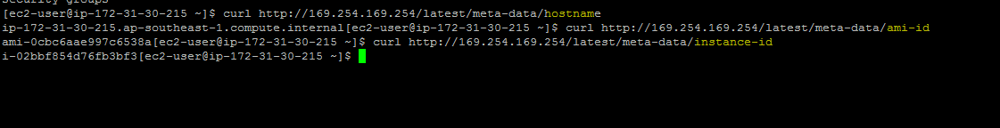 security-groups
[ec2-user@ip-172-31-30-215 ~]$ curl http://169.254.169.254/latest/meta-data/hostname
ip-172-31-30-215.ap-southeast-1.compute.internal[ec2-user@ip-172-31-30-215 ~]$ curl http://169.254.169.254/latest/meta-data/ami-id
ami-0cbc6aae997c6538a[ec2-user@ip-172-31-30-215 ~]$ curl http://169.254.169.254/latest/meta-data/instance-id
i-02bbf854d76fb3bf3[ec2-user@ip-172-31-30-215 ~]$